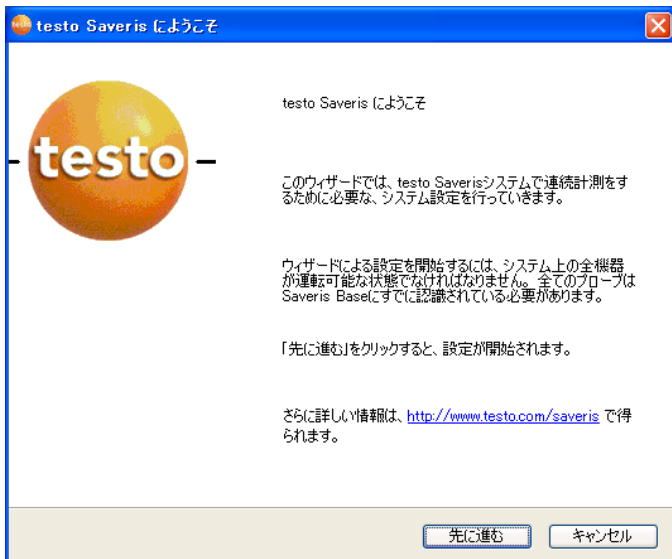 testo Saveris にようこそ
testo
testo Saveris にようこそ
このウィザードでは、testo Saverisシステムで連続計測をす
るために必要な、システム設定を行っていきます。
ウィザードによる設定を開始するには、システム上の全機器
が運転可能な状態でなければなりません。全てのプローブは
Saveris Baseにすでに認識されている必要があります。
「先に進む」をクリックすると、設定が開始されます。
さらに詳しい情報は、http://www.testo.com/saveris で得
られます。
先に進む
キャンセル